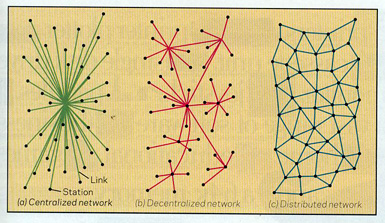 Link
Station
(a) Centralized network
(b) Decentralized network
(c) Distributed network